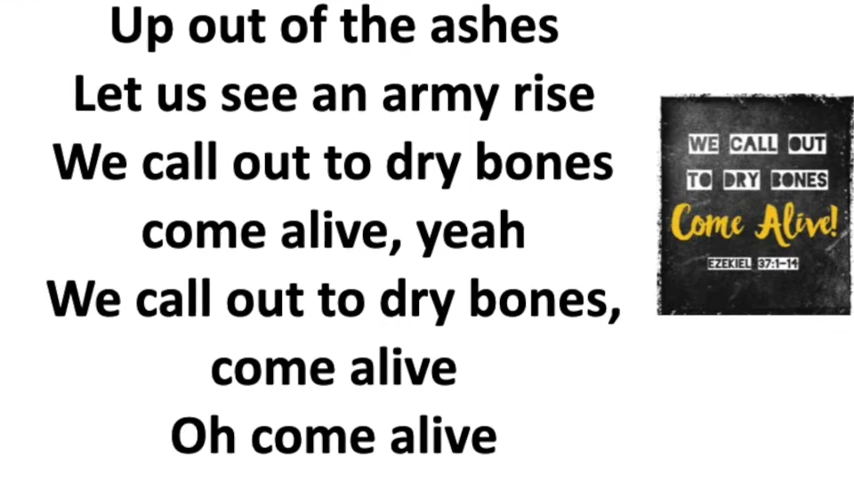 Up out of the ashes
Let us see an army rise
We call out to dry bones
come alive, yeah
We call out to dry bones,
come alive
Oh come alive
WE CALL OUT
TO DRY BONES
Come Alive!
EZEKIEL 37:1-14